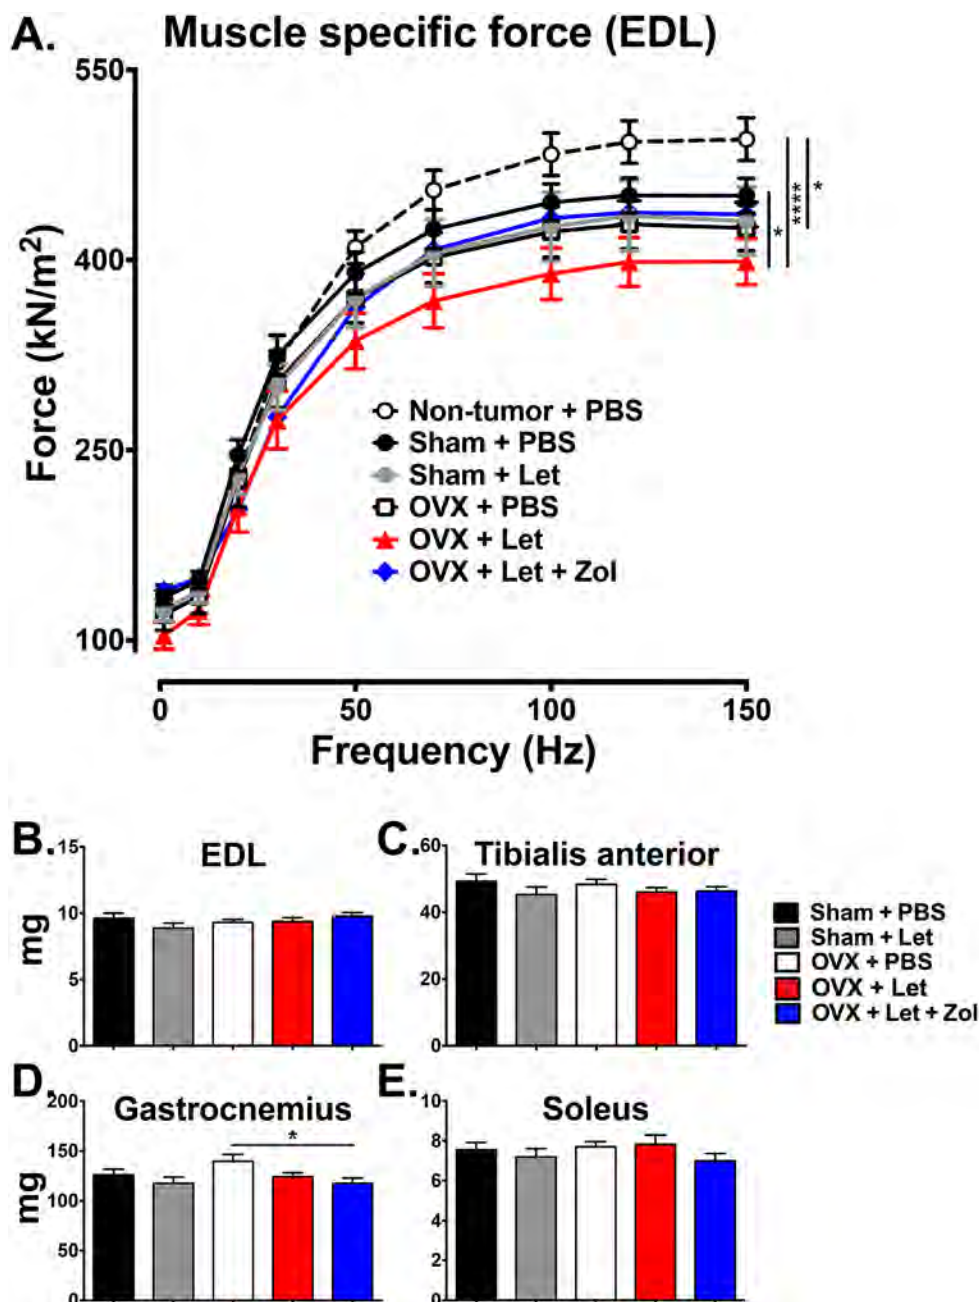 A. Muscle specific force (EDL)
550
400
250
100
Force (kN/m²)
0 50 100 150
Frequency (Hz)
Non-tumor + PBS
Sham + PBS
Sham + Let
OVX + PBS
OVX + Let
OVX + Let + Zol
*
****
*
B. EDL
15
10
5
0
mg
C. Tibialis anterior
60
40
20
0
Sham + PBS
Sham + Let
OVX + PBS
OVX + Let
OVX + Let + Zol
D. Gastrocnemius
200
150
100
50
0
mg
*
E. Soleus
8
6
4
2
0